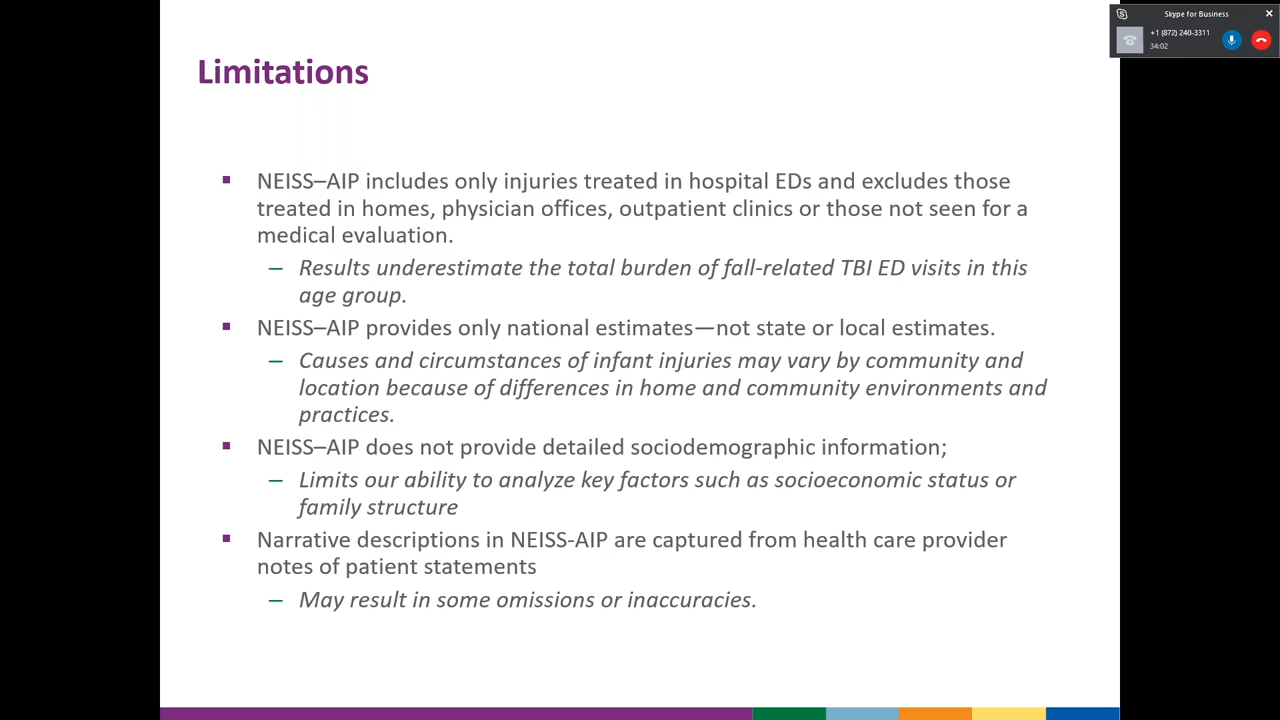 Skype for Business
+1 (872) 240-3311
34:02
Limitations
NEISS–AIP includes only injuries treated in hospital EDs and excludes those
treated in homes, physician offices, outpatient clinics or those not seen for a
medical evaluation.
– Results underestimate the total burden of fall-related TBI ED visits in this
age group.
NEISS–AIP provides only national estimates—not state or local estimates.
– Causes and circumstances of infant injuries may vary by community and
location because of differences in home and community environments and
practices.
NEISS–AIP does not provide detailed sociodemographic information;
– Limits our ability to analyze key factors such as socioeconomic status or
family structure
Narrative descriptions in NEISS-AIP are captured from health care provider
notes of patient statements
– May result in some omissions or inaccuracies.